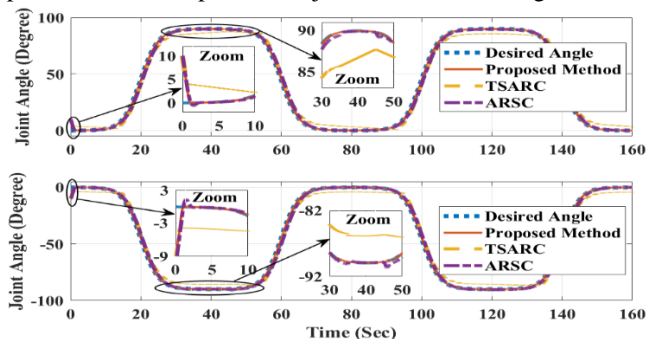 Joint Angle (Degree)
100
50
0
0 20 40 60 80 100 120 140 160
Zoom
10
5
0
0 5 10
Zoom
90
85
30 40 50
Desired Angle
Proposed Method
TSARC
ARSC
Joint Angle (Degree)
0
-50
-100
0 20 40 60 80 100 120 140 160
Zoom
3
-3
-9
0 5 10
Zoom
-82
-92
30 40 50
Desired Angle
Proposed Method
TSARC
ARSC
Time (Sec)